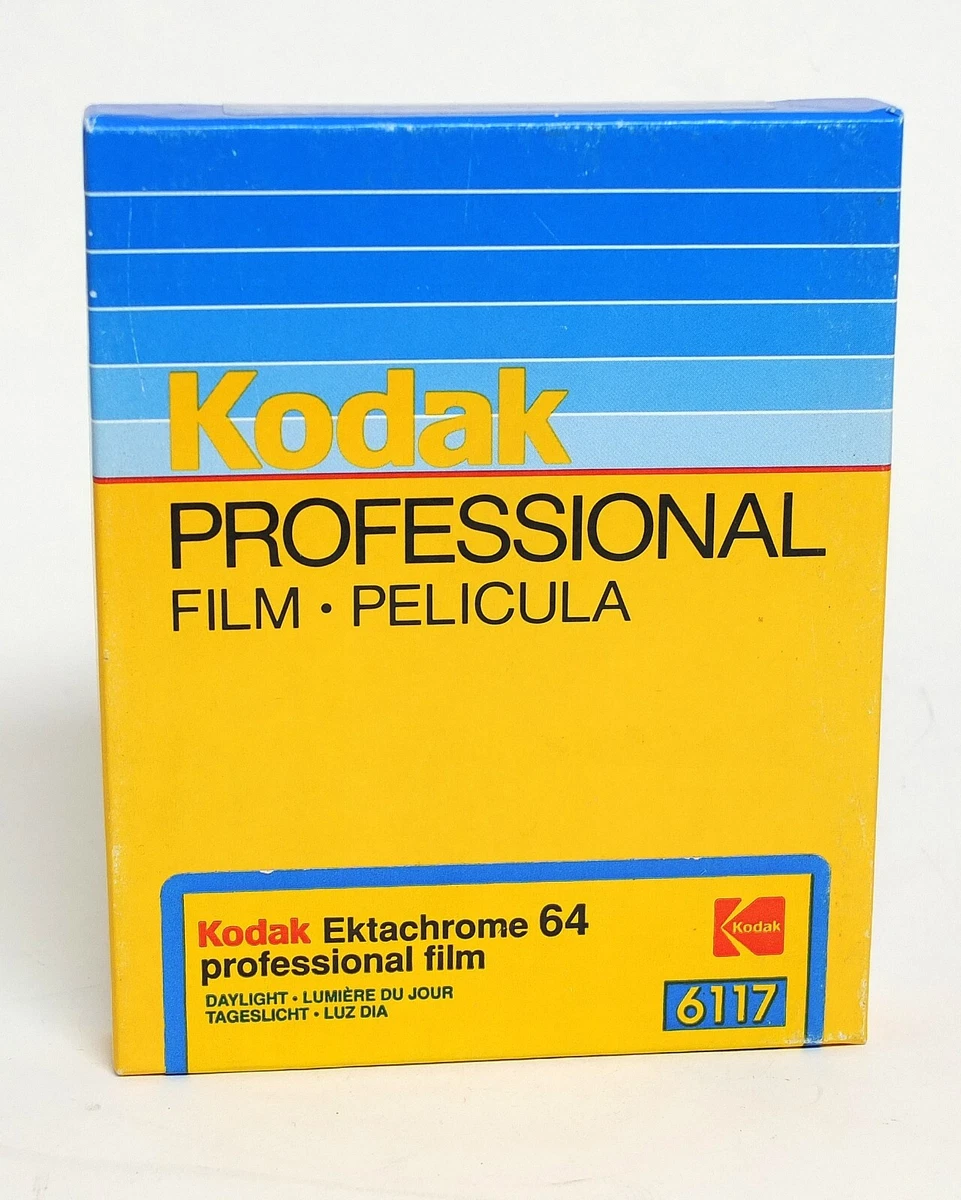 Kodak
PROFESSIONAL
FILM • PELICULA
Kodak Ektachrome 64
professional film
DAYLIGHT • LUMIÈRE DU JOUR
TAGESLICHT • LUZ DIA
Kodak
6117